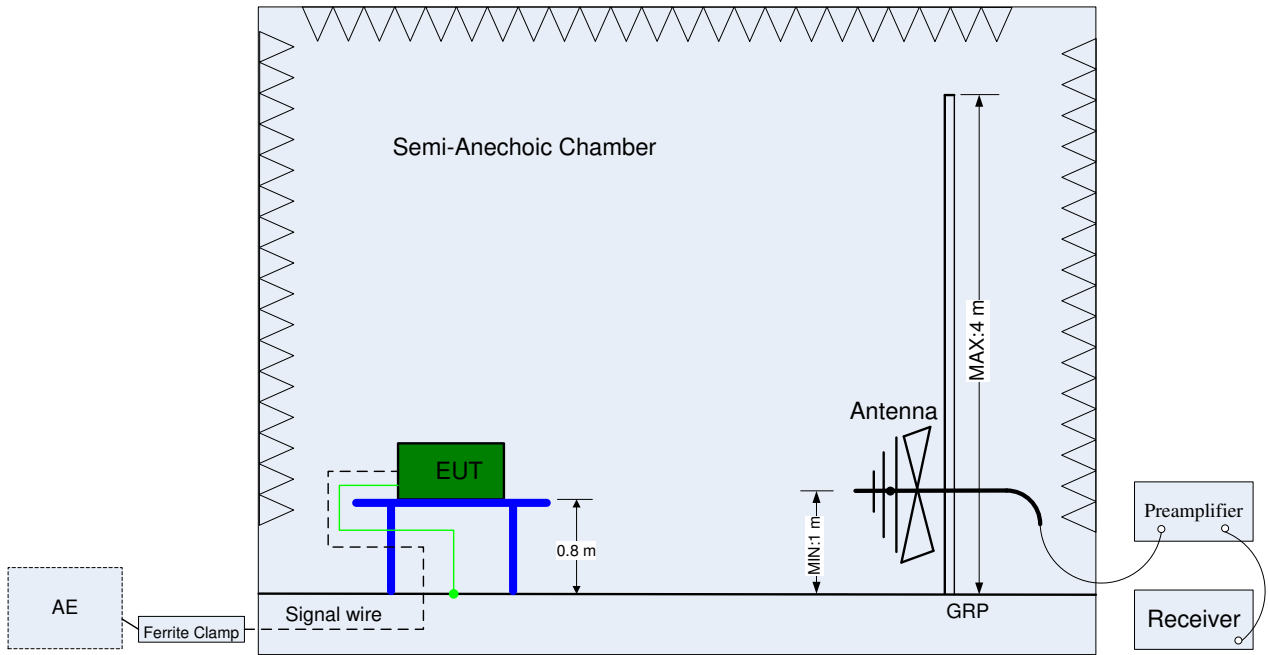 Semi-Anechoic Chamber
MAX:4 m
Antenna
EUT
Preamplifier
MIN:1 m
0.8 m
AE
Signal wire
GRP
Receiver
Ferrite Clamp